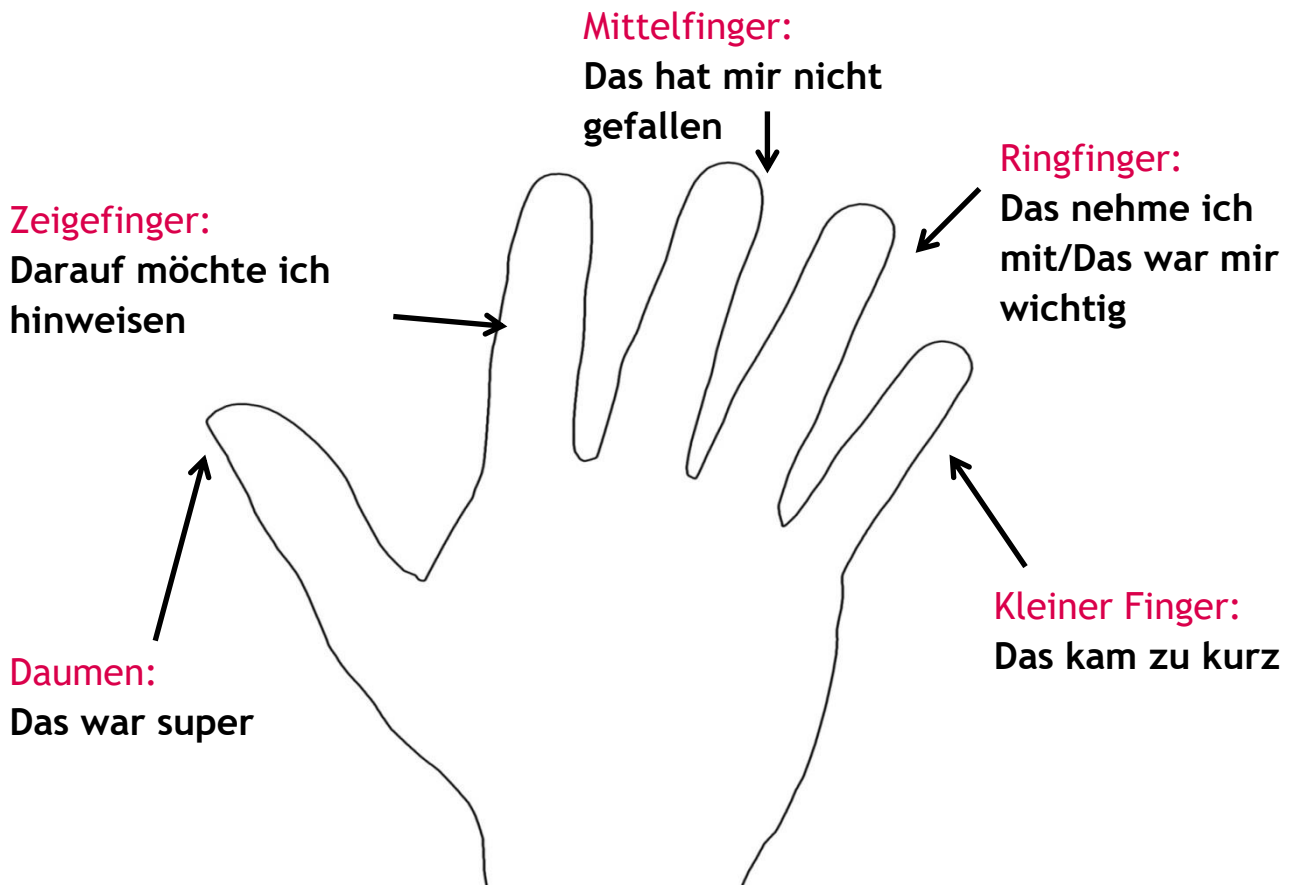 Mittelfinger:
Das hat mir nicht
gefallen
Ringfinger:
Das nehme ich
mit/Das war mir
wichtig
Zeigefinger:
Darauf möchte ich
hinweisen
Kleiner Finger:
Das kam zu kurz
Daumen:
Das war super